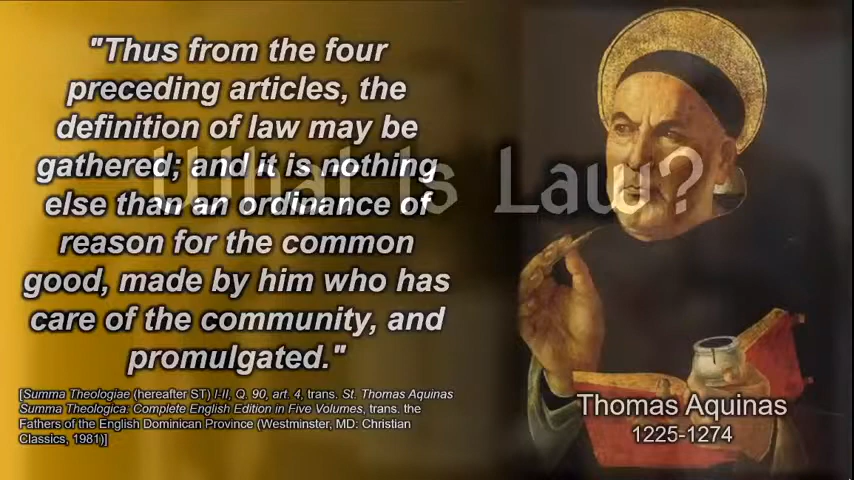 "Thus from the four
preceding articles, the
definition of law may be
gathered; and it is nothing
else than an ordinance of
reason for the common
good, made by him who has
care of the community, and
promulgated."
[Summa Theologiae (hereafter ST) I-II, Q. 90, art. 4, trans. St. Thomas Aquinas
Summa Theologica: Complete English Edition in Five Volumes, trans. the
Fathers of the English Dominican Province (Westminster, MD: Christian
Classics, 1981)]
What Is Law?
Thomas Aquinas
1225-1274